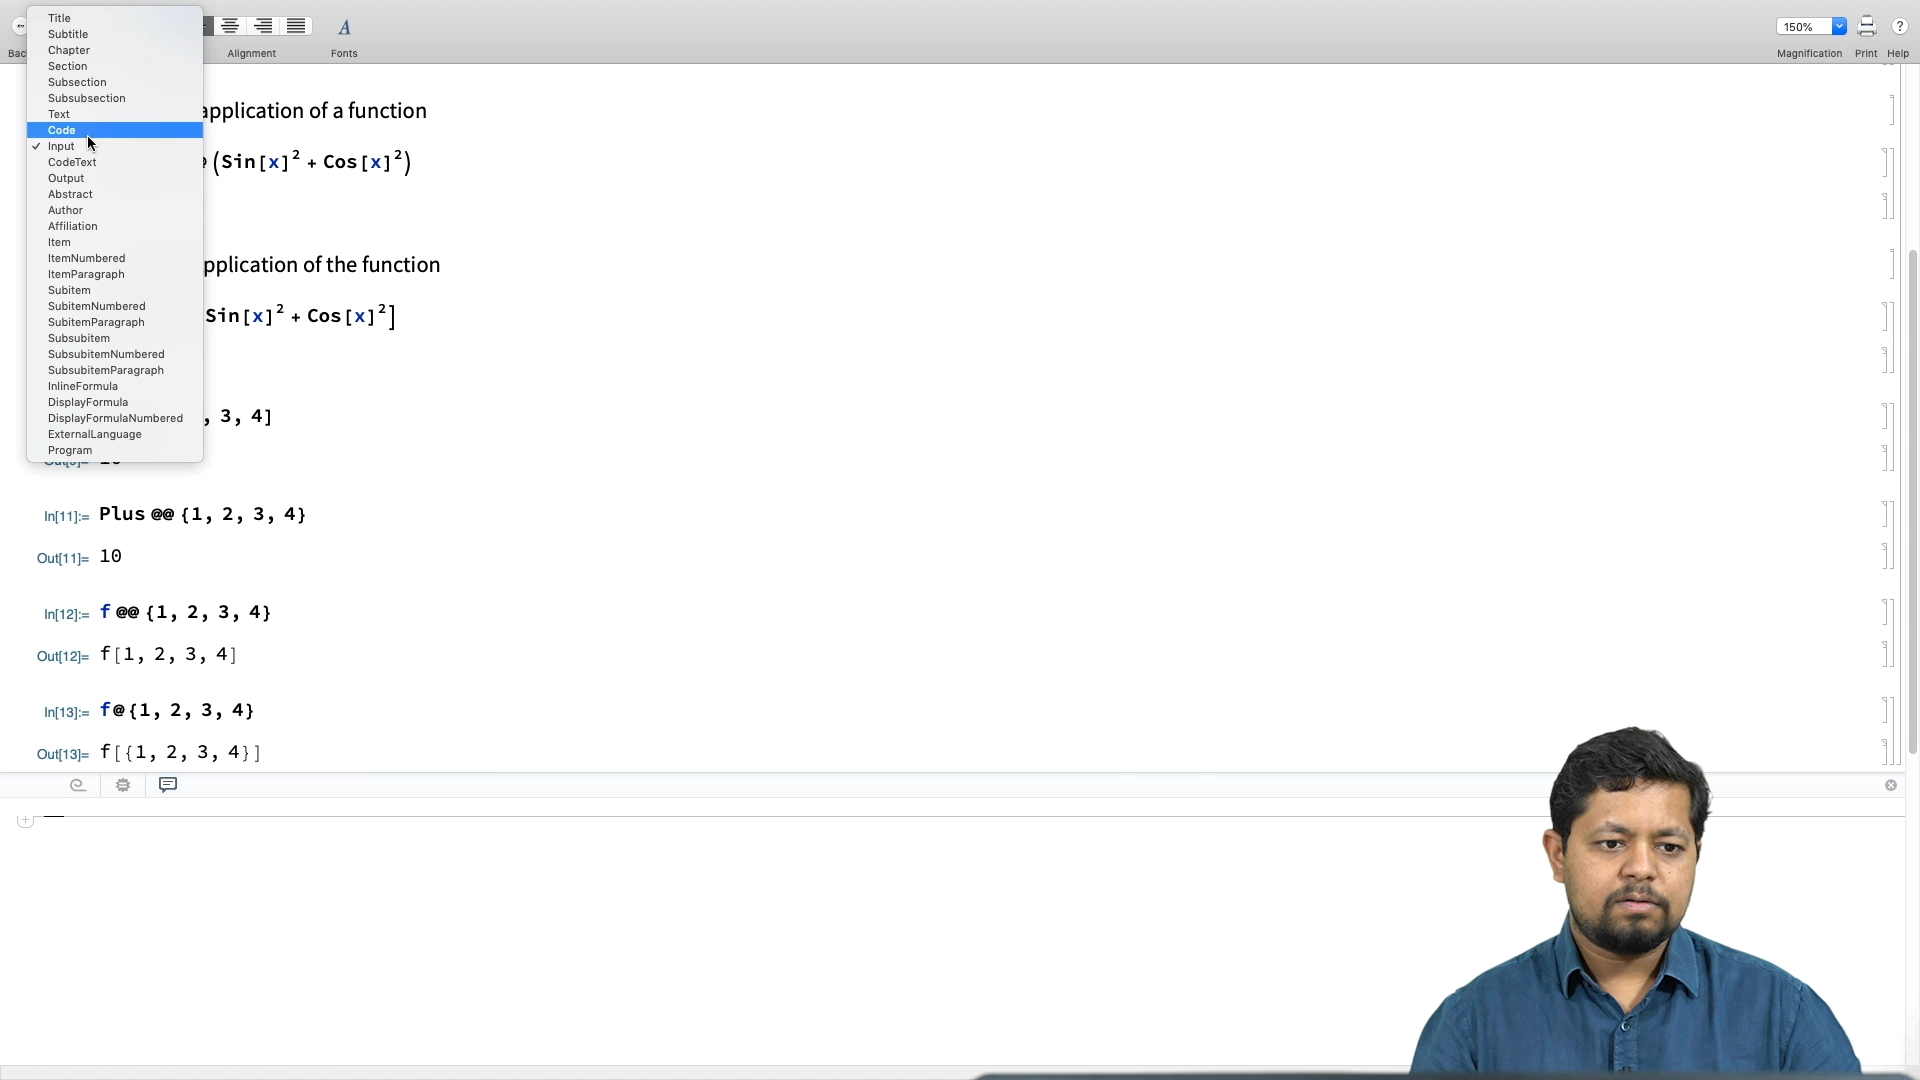 Title
Subtitle
Chapter
Section
Subsection
Subsubsection
Text
Code
✓ Input
CodeText
Output
Abstract
Author
Affiliation
Item
ItemNumbered
ItemParagraph
Subitem
SubitemNumbered
SubitemParagraph
Subsubitem
SubsubitemNumbered
SubsubitemParagraph
InlineFormula
DisplayFormula
DisplayFormulaNumbered
ExternalLanguage
Program
Alignment
A
Fonts
150%
Magnification
Print
?
Help
application of a function
(Sin[x]² + Cos[x]²)
pplication of the function
Sin[x]² + Cos[x]²]
, 3, 4]
In[11]:= Plus @@ {1, 2, 3, 4}
Out[11]= 10
In[12]:= f @@ {1, 2, 3, 4}
Out[12]= f[1, 2, 3, 4]
In[13]:= f@{1, 2, 3, 4}
Out[13]= f[{1, 2, 3, 4}]